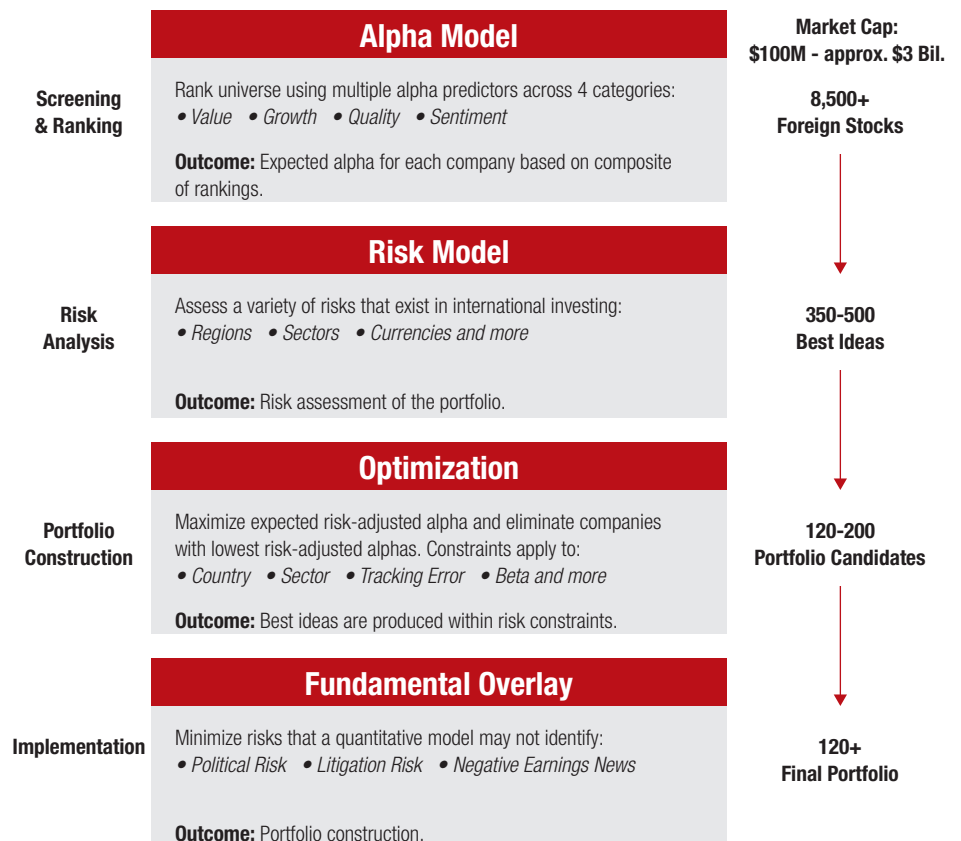 Alpha Model
Market Cap:
$100M - approx. $3 Bil.
Screening
& Ranking
Rank universe using multiple alpha predictors across 4 categories:
• Value • Growth • Quality • Sentiment
Outcome: Expected alpha for each company based on composite
of rankings.
8,500+
Foreign Stocks
Risk Model
Risk
Analysis
Assess a variety of risks that exist in international investing:
• Regions • Sectors • Currencies and more
Outcome: Risk assessment of the portfolio.
350-500
Best Ideas
Optimization
Portfolio
Construction
Maximize expected risk-adjusted alpha and eliminate companies
with lowest risk-adjusted alphas. Constraints apply to:
• Country • Sector • Tracking Error • Beta and more
Outcome: Best ideas are produced within risk constraints.
120-200
Portfolio Candidates
Fundamental Overlay
Implementation
Minimize risks that a quantitative model may not identify:
• Political Risk • Litigation Risk • Negative Earnings News
Outcome: Portfolio construction.
120+
Final Portfolio